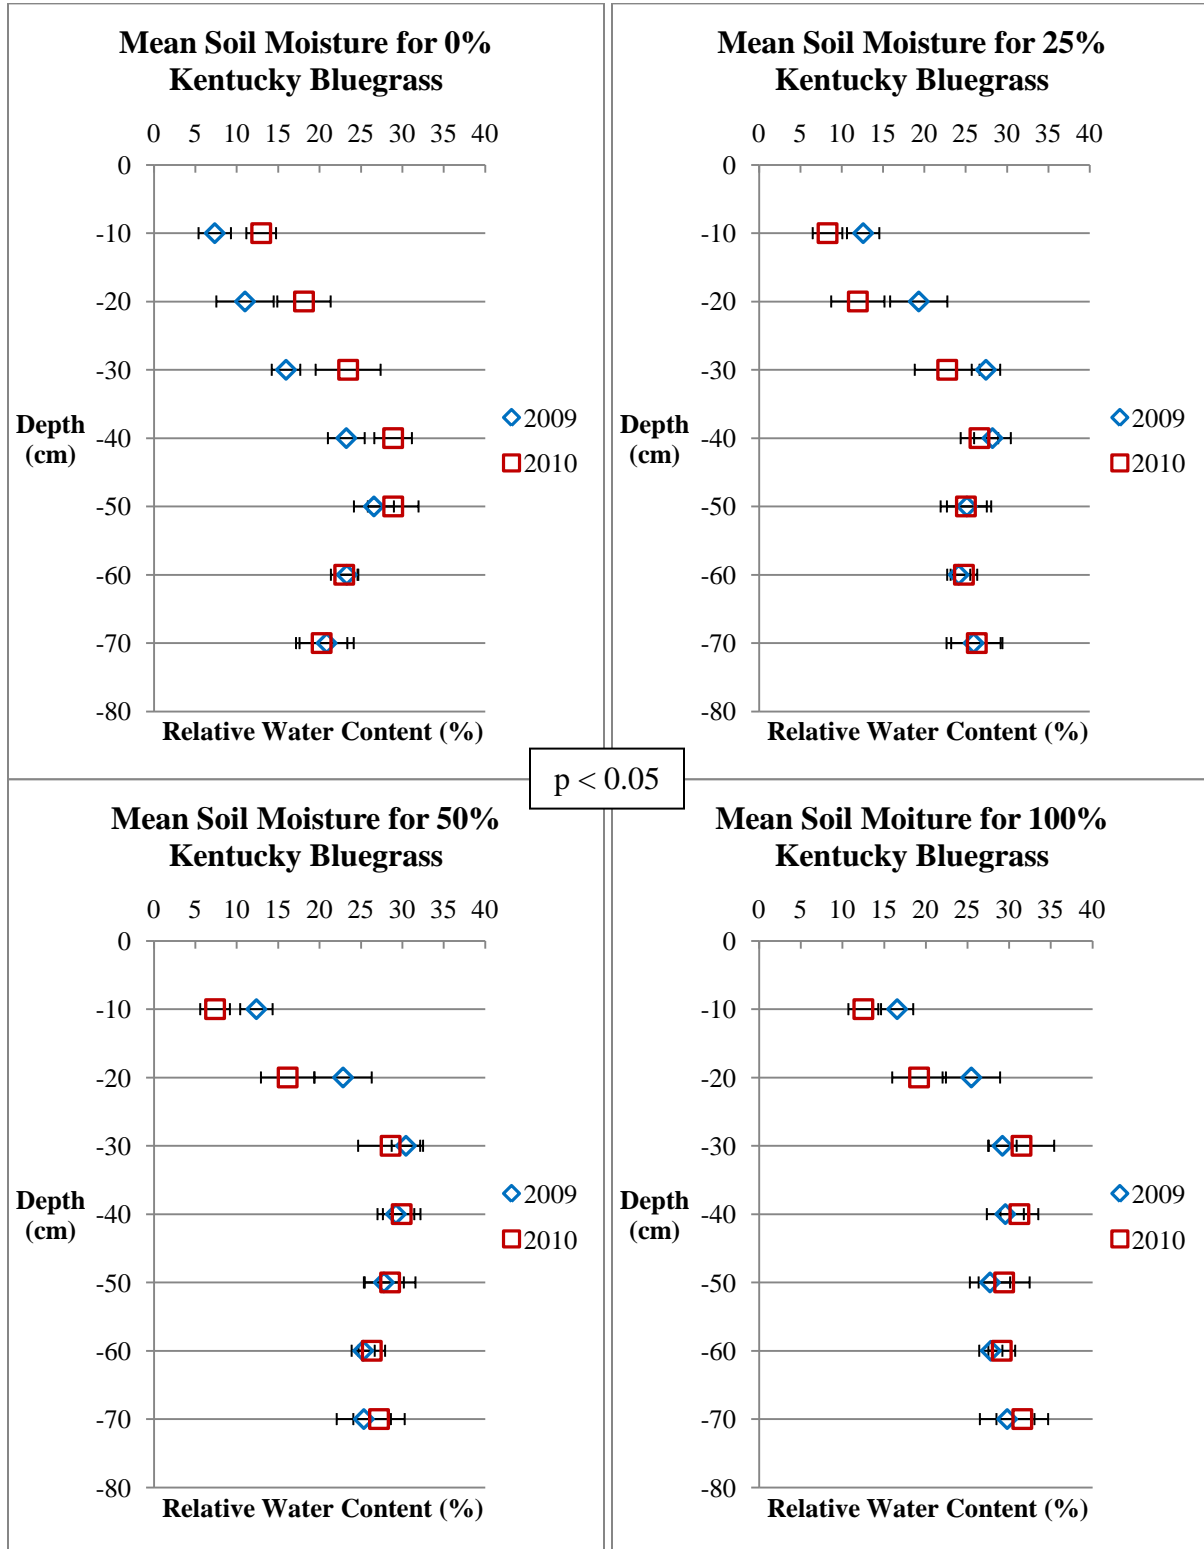 Mean Soil Moisture for 0%
Kentucky Bluegrass
0 5 10 15 20 25 30 35 40
0
-10
-20
-30
-40
-50
-60
-70
-80
Depth
(cm)
2009
2010
Relative Water Content (%)
Mean Soil Moisture for 25%
Kentucky Bluegrass
0 5 10 15 20 25 30 35 40
0
-10
-20
-30
-40
-50
-60
-70
-80
Depth
(cm)
2009
2010
Relative Water Content (%)
p < 0.05
Mean Soil Moisture for 50%
Kentucky Bluegrass
0 5 10 15 20 25 30 35 40
0
-10
-20
-30
-40
-50
-60
-70
-80
Depth
(cm)
2009
2010
Relative Water Content (%)
Mean Soil Moiture for 100%
Kentucky Bluegrass
0 5 10 15 20 25 30 35 40
0
-10
-20
-30
-40
-50
-60
-70
-80
Depth
(cm)
2009
2010
Relative Water Content (%)